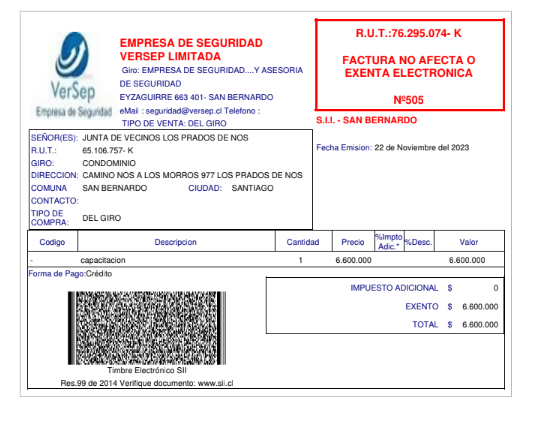 VerSep
Empresa de Seguridad
EMPRESA DE SEGURIDAD
VERSEP LIMITADA
Giro: EMPRESA DE SEGURIDAD....Y ASESORIA
DE SEGURIDAD
EYZAGUIRRE 663 401- SAN BERNARDO
eMail : seguridad@versep.cl Telefono :
TIPO DE VENTA: DEL GIRO
R.U.T.:76.295.074- K
FACTURA NO AFECTA O
EXENTA ELECTRONICA
Nº505
S.I.I. - SAN BERNARDO
Fecha Emision: 22 de Noviembre del 2023
SEÑOR(ES): JUNTA DE VECINOS LOS PRADOS DE NOS
R.U.T.: 65.106.757- K
GIRO: CONDOMINIO
DIRECCION: CAMINO NOS A LOS MORROS 977 LOS PRADOS DE NOS
COMUNA SAN BERNARDO CIUDAD: SANTIAGO
CONTACTO:
TIPO DE COMPRA: DEL GIRO
Codigo Descripcion Cantidad Precio %Impto Adic.* %Desc. Valor
- capacitacion 1 6.600.000 6.600.000
Forma de Pago:Crédito
IMPUESTO ADICIONAL $ 0
EXENTO $ 6.600.000
TOTAL $ 6.600.000
Timbre Electrónico SII
Res.99 de 2014 Verifique documento: www.sii.cl